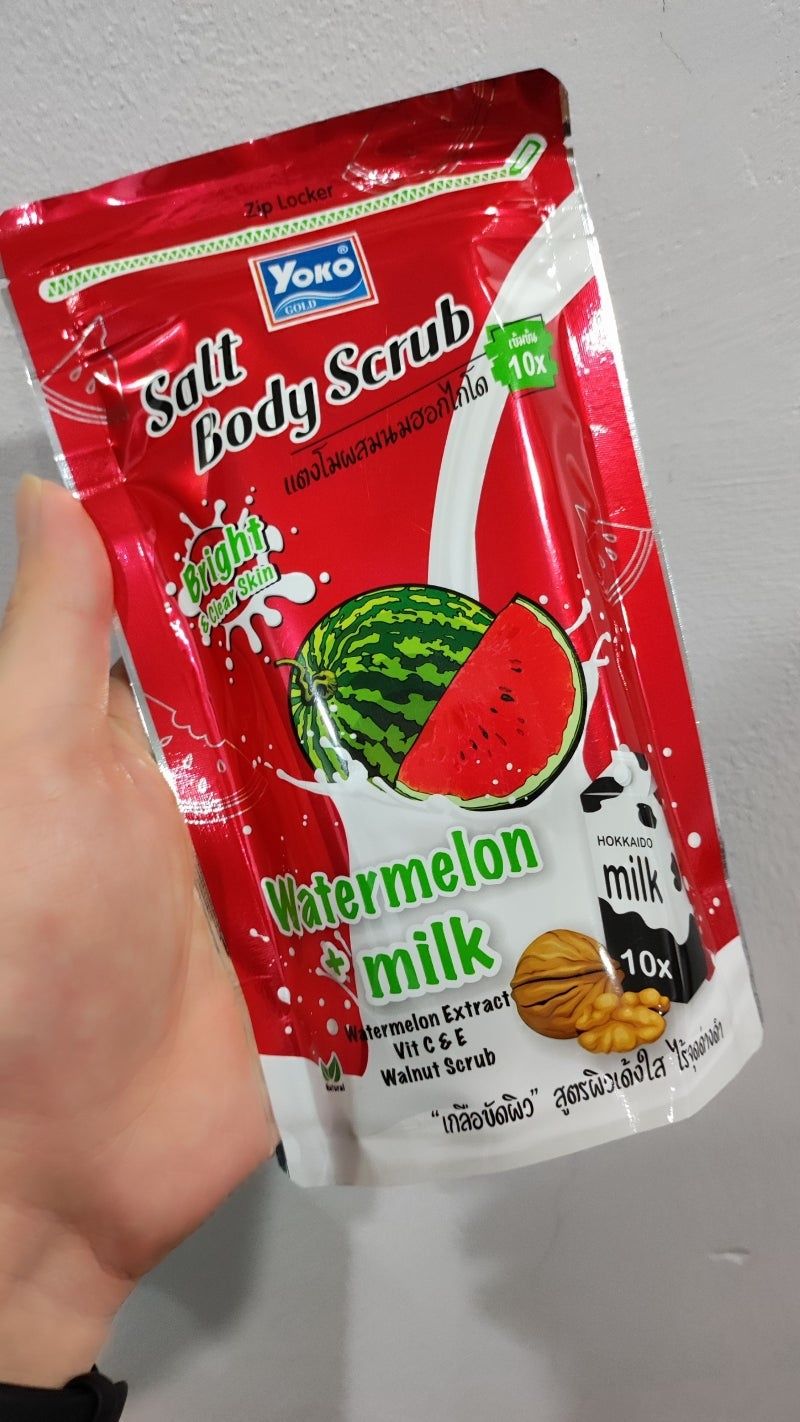 Zip Locker
YOKO®
GOLD
Salt
Body Scrub
เข้มข้น
10x
แตงโมผสมนมฮอกไกโด
Bright
& Clear Skin
HOKKAIDO
milk
10x
Watermelon
+ milk
Watermelon Extract
Vit C & E
Walnut Scrub
Natural
"เกลือขัดผิว" สูตรผิวเด้งใส ไร้จุดด่างดำ